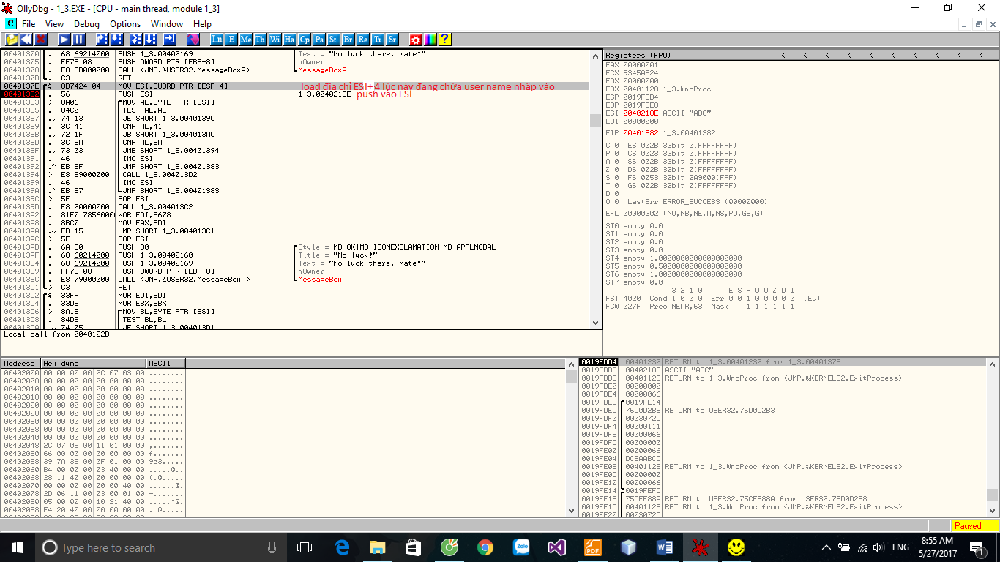 OllyDbg - 1_3.EXE - [CPU - main thread, module 1_3]
C File View Debug Options Window Help
Ln E Me Th Wi Ha Cp Pa St Br Re Tr Sr ?
00401370 . 68 69214000 PUSH 1_3.00402169 Text = "No luck there, mate!"
00401375 . FF75 08 PUSH DWORD PTR [EBP+8] hOwner
00401378 . E8 BD000000 CALL <JMP.&USER32.MessageBoxA> MessageBoxA
0040137D . C3 RET
0040137E $ 8B7424 04 MOV ESI,DWORD PTR [ESP+4] load địa chỉ ESI+ 4 lúc này đang chứa user name nhập vào
00401382 . 56 PUSH ESI 1_3.0040218E push vào ESI
00401383 > 8A06 MOV AL,BYTE PTR [ESI]
00401385 . 84C0 TEST AL,AL
00401387 .v 74 13 JE SHORT 1_3.0040139C
00401389 . 3C 41 CMP AL,41
0040138B .v 72 1F JB SHORT 1_3.004013AC
0040138D . 3C 5A CMP AL,5A
0040138F .v 73 03 JNB SHORT 1_3.00401394
00401391 . 46 INC ESI
00401392 .^ EB EF JMP SHORT 1_3.00401383
00401394 > E8 39000000 CALL 1_3.004013D2
00401399 . 46 INC ESI
0040139A .^ EB E7 JMP SHORT 1_3.00401383
0040139C > 5E POP ESI
0040139D . E8 20000000 CALL 1_3.004013C2
004013A2 . 81F7 7856000 XOR EDI,5678
004013A8 . 8BC7 MOV EAX,EDI
004013AA .v EB 15 JMP SHORT 1_3.004013C1
004013AC > 5E POP ESI
004013AD . 6A 30 PUSH 30 Style = MB_OK|MB_ICONEXCLAMATION|MB_APPLMODAL
004013AF . 68 60214000 PUSH 1_3.00402160 Title = "No luck!"
004013B4 . 68 69214000 PUSH 1_3.00402169 Text = "No luck there, mate!"
004013B9 . FF75 08 PUSH DWORD PTR [EBP+8] hOwner
004013BC . E8 79000000 CALL <JMP.&USER32.MessageBoxA> MessageBoxA
004013C1 > C3 RET
004013C2 $ 33FF XOR EDI,EDI
004013C4 . 33DB XOR EBX,EBX
004013C6 > 8A1E MOV BL,BYTE PTR [ESI]
004013C8 . 84DB TEST BL,BL
004013CA .v 74 05 JE SHORT 1_3.004013D1
Local call from 0040122D
Registers (FPU) < < < < < < < < < < < <
EAX 00000001
ECX 9345AB24
EDX 00000000
EBX 00401128 1_3.WndProc
ESP 0019FDD4
EBP 0019FDE8
ESI 0040218E ASCII "ABC"
EDI 00000000
EIP 00401382 1_3.00401382
C 0 ES 002B 32bit 0(FFFFFFFF)
P 0 CS 0023 32bit 0(FFFFFFFF)
A 0 SS 002B 32bit 0(FFFFFFFF)
Z 0 DS 002B 32bit 0(FFFFFFFF)
S 0 FS 0053 32bit 2A9000(FFF)
T 0 GS 002B 32bit 0(FFFFFFFF)
D 0
O 0 LastErr ERROR_SUCCESS (00000000)
EFL 00000202 (NO,NB,NE,A,NS,PO,GE,G)
ST0 empty 0.0
ST1 empty 0.0
ST2 empty 0.0
ST3 empty 0.0
ST4 empty 1.0000000000000000000
ST5 empty 0.5000000000000000000
ST6 empty 1.0000000000000000000
ST7 empty 0.0
3 2 1 0 E S P U O Z D I
FST 4020 Cond 1 0 0 0 Err 0 0 1 0 0 0 0 0 (EQ)
FCW 027F Prec NEAR,53 Mask 1 1 1 1 1 1
Address Hex dump ASCII
00402000 00 00 00 00 2C 07 03 00 ....,...
00402008 00 00 00 00 00 00 00 00 ........
00402010 00 00 00 00 00 00 00 00 ........
00402018 00 00 00 00 00 00 00 00 ........
00402020 00 00 00 00 00 00 00 00 ........
00402028 00 00 00 00 00 00 00 00 ........
00402030 00 00 00 00 00 00 00 00 ........
00402038 00 00 00 00 00 00 00 00 ........
00402040 00 00 00 00 00 00 00 00 ........
00402048 2C 07 03 00 11 01 00 00 ,.......
00402050 66 00 00 00 00 00 00 00 f.......
00402058 39 7A 33 00 0F 01 00 00 9z3.....
00402060 B4 00 00 00 03 40 00 00 .....@..
00402068 28 11 40 00 00 00 00 00 (.@.....
00402070 00 00 00 00 00 00 40 00 ......@.
00402078 2D 06 11 00 03 00 01 00 -.......
00402080 05 00 00 00 10 21 40 00 .....!@.
00402088 F4 20 40 00 00 00 00 00 . @.....
0019FDD4 00401232 RETURN to 1_3.00401232 from 1_3.0040137E
0019FDD8 0040218E ASCII "ABC"
0019FDDC 00401128 RETURN to 1_3.WndProc from <JMP.&KERNEL32.ExitProcess>
0019FDE0 00000000
0019FDE4 00000066
0019FDE8 0019FE14
0019FDEC 75D0D2B3 RETURN to USER32.75D0D2B3
0019FDF0 0003072C
0019FDF4 00000111
0019FDF8 00000066
0019FDFC 00000000
0019FE00 00000066
0019FE04 DCBAABCD
0019FE08 00401128 RETURN to 1_3.WndProc from <JMP.&KERNEL32.ExitProcess>
0019FE0C 00000000
0019FE10 00000066
0019FE14 0019FEFC
0019FE18 75CEE88A RETURN to USER32.75CEE88A from USER32.75D0D288
0019FE1C 00401128 RETURN to 1_3.WndProc from <JMP.&KERNEL32.ExitProcess>
0019FE20 0003072C
Paused
Type here to search
Zalo
PDF
ENG
8:55 AM
5/27/2017
1